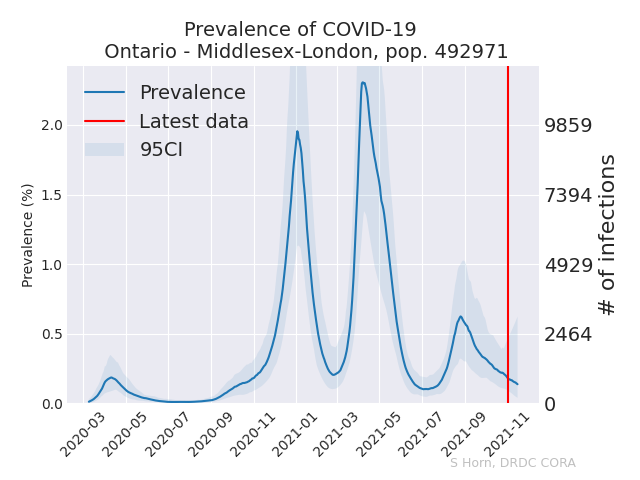 Prevalence of COVID-19
Ontario - Middlesex-London, pop. 492971
Prevalence
Latest data
95CI
Prevalence (%)
2.0
1.5
1.0
0.5
0.0
9859
7394
4929
2464
0
# of infections
2020-03
2020-05
2020-07
2020-09
2020-11
2021-01
2021-03
2021-05
2021-07
2021-09
2021-11
S Horn, DRDC CORA